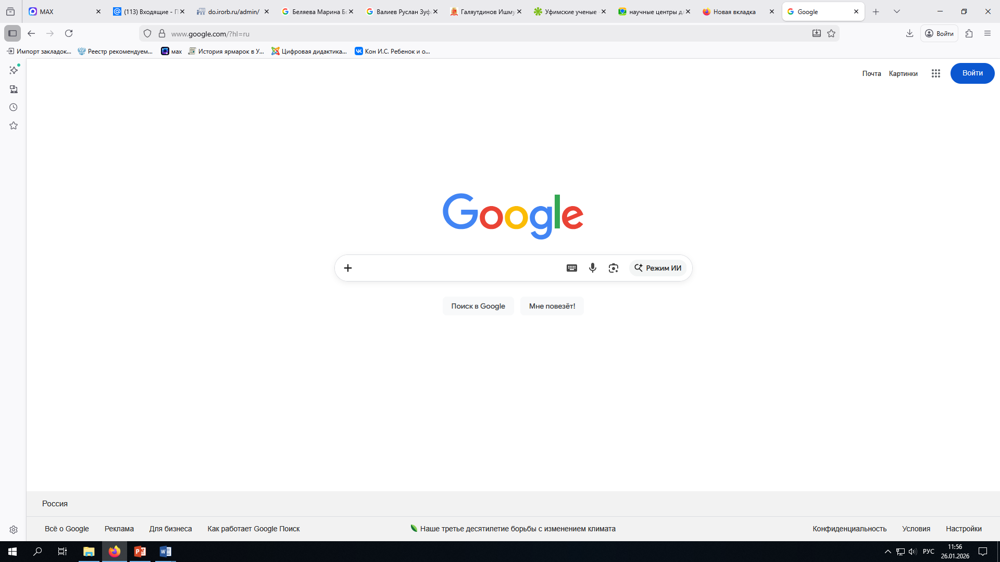 MAX
(113) Входящие - П
do.irorb.ru/admin/
Беляева Марина Бо
Валиев Руслан Зуф
Галяутдинов Ишму
Уфимские ученые -
научные центры д
Новая вкладка
Google
www.google.com/?hl=ru
Войти
Импорт закладок...
Реестр рекомендуем...
мах
История ярмарок в У...
Цифровая дидактика...
Кон И.С. Ребенок и о...
Почта
Картинки
Войти
Google
Режим ИИ
Поиск в Google
Мне повезёт!
Россия
Всё о Google
Реклама
Для бизнеса
Как работает Google Поиск
Наше третье десятилетие борьбы с изменением климата
Конфиденциальность
Условия
Настройки
РУС
11:56
26.01.2026